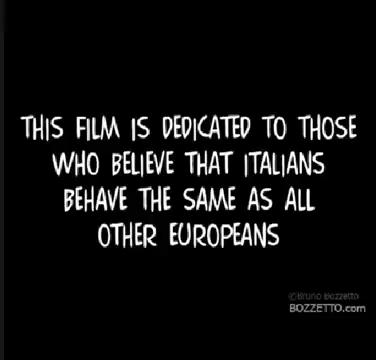 THIS FILM IS DEDICATED TO THOSE
WHO BELIEVE THAT ITALIANS
BEHAVE THE SAME AS ALL
OTHER EUROPEANS
©Bruno Bozzetto
BOZZETTO.com